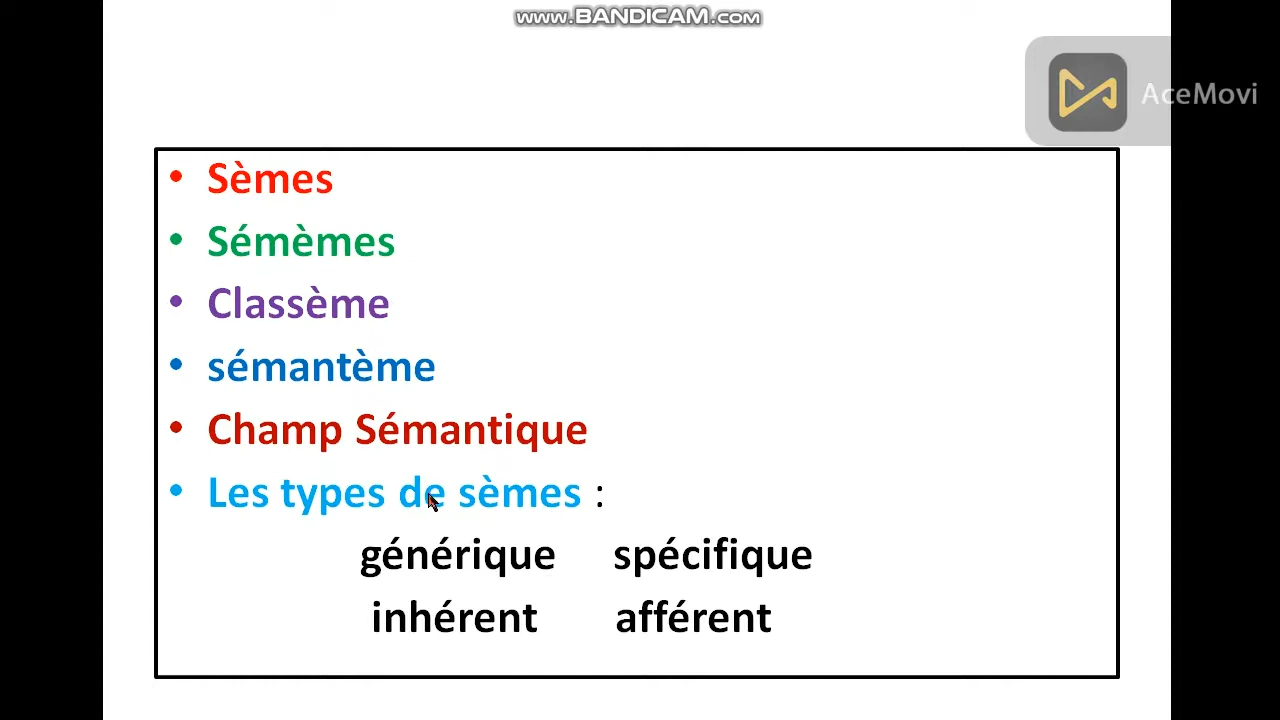 www.BANDICAM.com
AceMovi
• Sèmes
• Sémèmes
• Classème
• sémantème
• Champ Sémantique
• Les types de sèmes :
générique spécifique
inhérent afférent